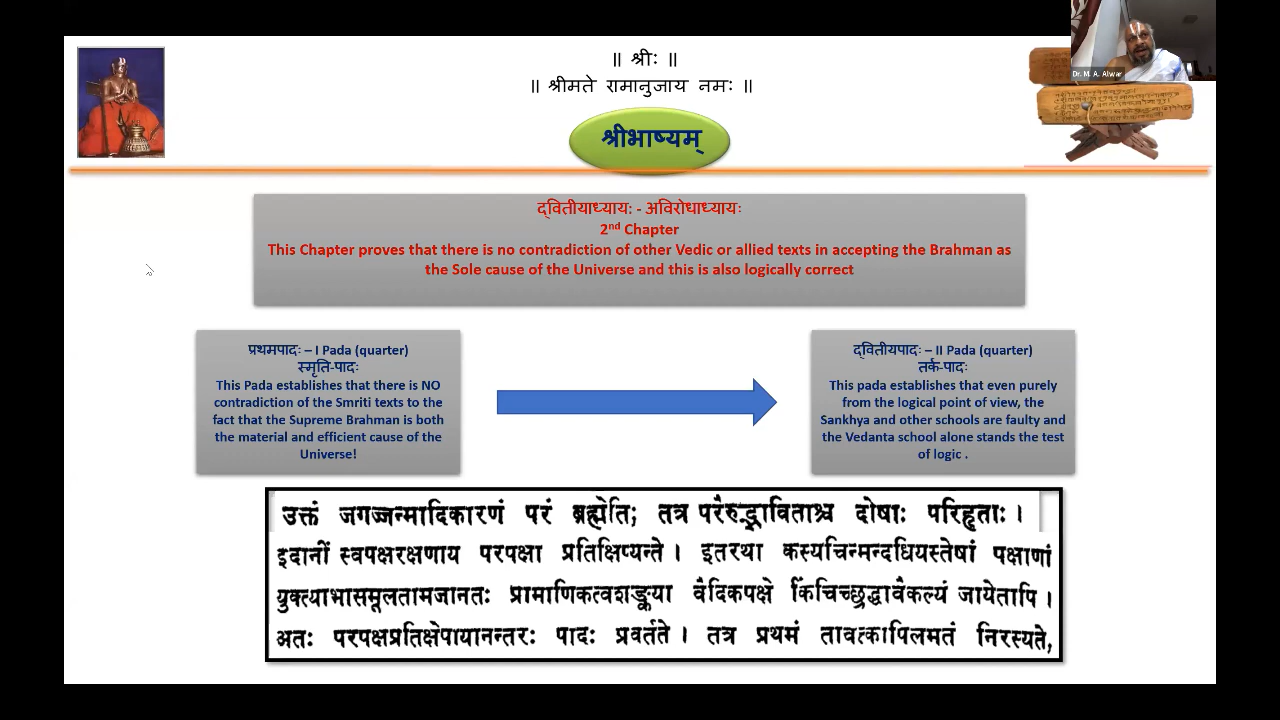 ॥ श्रीः ॥
॥ श्रीमते रामानुजाय नमः ॥
श्रीभाष्यम्
Dr. M. A. Alwar
द्वितीयाध्यायः - अविरोधाध्यायः
2nd Chapter
This Chapter proves that there is no contradiction of other Vedic or allied texts in accepting the Brahman as
the Sole cause of the Universe and this is also logically correct
प्रथमपादः – I Pada (quarter)
स्मृति-पादः
This Pada establishes that there is NO
contradiction of the Smriti texts to the
fact that the Supreme Brahman is both
the material and efficient cause of the
Universe!
द्वितीयपादः – II Pada (quarter)
तर्क-पादः
This pada establishes that even purely
from the logical point of view, the
Sankhya and other schools are faulty and
the Vedanta school alone stands the test
of logic .
उक्तं जगज्जन्मादिकारणं परं ब्रह्मेति; तत्र परैरुद्भाविताश्च दोषाः परिहृताः ।
इदानीं स्वपक्षरक्षणाय परपक्षा प्रतिक्षिप्यन्ते । इतरथा कस्यचिन्मन्दधियस्तेषां पक्षाणां
युक्त्याभासमूलतामजानतः प्रामाणिकत्वशङ्कया वैदिकपक्षे किंचिच्छ्रद्धावैकल्यं जायेतापि ।
अतः परपक्षप्रतिक्षेपायानन्तरः पादः प्रवर्तते । तत्र प्रथमं तावत्कापिलमतं निरस्यते,